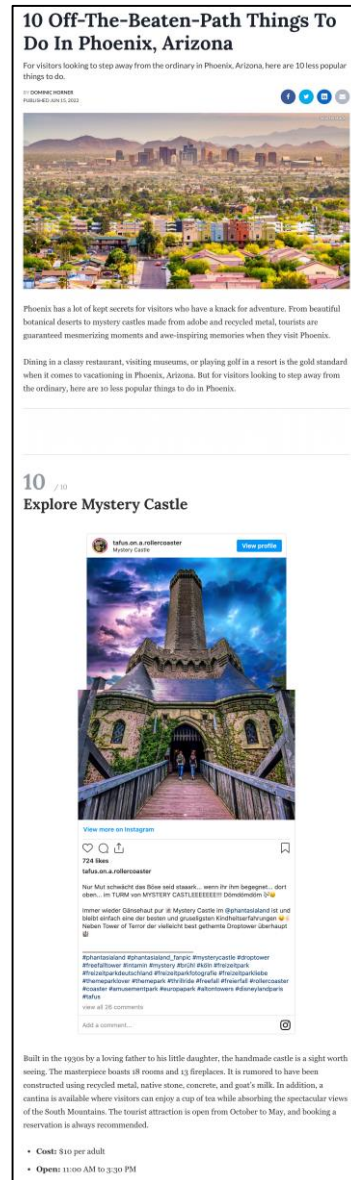 10 Off-The-Beaten-Path Things To
Do In Phoenix, Arizona
For visitors looking to step away from the ordinary in Phoenix, Arizona, here are 10 less popular
things to do.
BY DOMINIC HORNER
PUBLISHED JUN 15, 2022
Phoenix has a lot of kept secrets for visitors who have a knack for adventure. From beautiful
botanical deserts to mystery castles made from adobe and recycled metal, tourists are
guaranteed mesmerizing moments and awe-inspiring memories when they visit Phoenix.
Dining in a classy restaurant, visiting museums, or playing golf in a resort is the gold standard
when it comes to vacationing in Phoenix, Arizona. But for visitors looking to step away from
the ordinary, here are 10 less popular things to do in Phoenix.
10 / 10
Explore Mystery Castle
tafus.on.a.rollercoaster
Mystery Castle
View profile
View more on Instagram
724 likes
tafus.on.a.rollercoaster
Nur Mut schwächt das Böse seid staark... wenn ihr ihm begegnet... dort
oben... im TURM von MYSTERY CASTLEEEEEEE!!! Dömdömdöm
Immer wieder Gänsehaut pur Mystery Castle im @phantasialand ist und
bleibt einfach eine der besten und gruseligsten Kindheitserfahrungen
Neben Tower of Terror der vielleicht best gethemte Droptower überhaupt
#phantasialand #phantasialand_fanpic #mysterycastle #droptower
#freefalltower #intamin #mystery #brühl #köln #freizeitpark
#freizeitparkdeutschland #freizeitparkfotografie #freizeitparkliebe
#themeparklover #themepark #thrillride #freefall #freierfall #rollercoaster
#coaster #amusementpark #europapark #altontowers #disneylandparis
#tafus
view all 26 comments
Add a comment...
Built in the 1930s by a loving father to his little daughter, the handmade castle is a sight worth
seeing. The masterpiece boasts 18 rooms and 13 fireplaces. It is rumored to have been
constructed using recycled metal, native stone, concrete, and goat's milk. In addition, a
cantina is available where visitors can enjoy a cup of tea while absorbing the spectacular views
of the South Mountains. The tourist attraction is open from October to May, and booking a
reservation is always recommended.
• Cost: $10 per adult
• Open: 11:00 AM to 3:30 PM